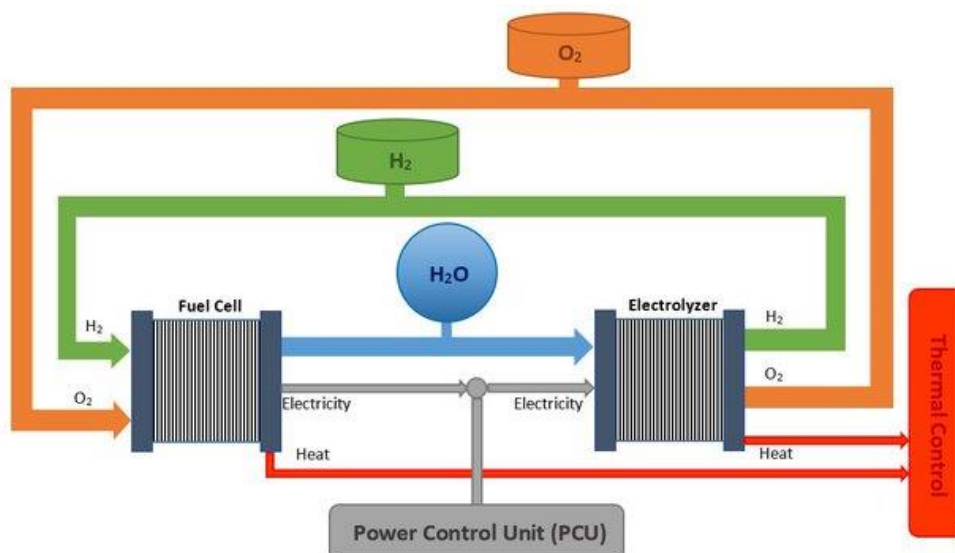 O₂
H₂
H₂O
Fuel Cell
Electrolyzer
H₂
H₂
O₂
O₂
Electricity
Electricity
Heat
Heat
Thermal Control
Power Control Unit (PCU)